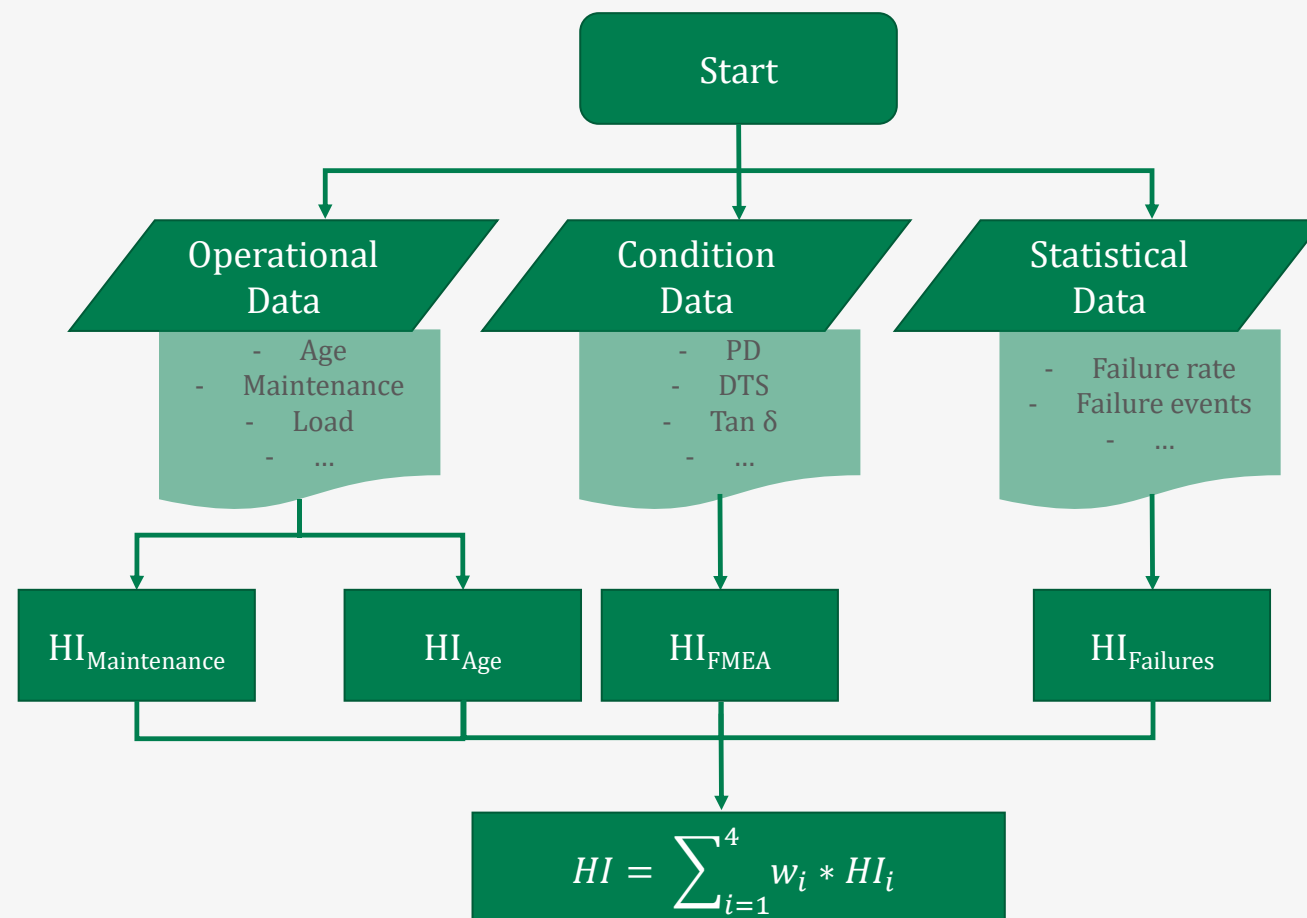 Start
Operational
Data
Condition
Data
Statistical
Data
- Age
- Maintenance
- Load
- ...
- PD
- DTS
- Tan δ
- ...
- Failure rate
- Failure events
- ...
HI_Maintenance
HI_Age
HI_FMEA
HI_Failures
HI = ∑_{i=1}^{4} w_i * HI_i